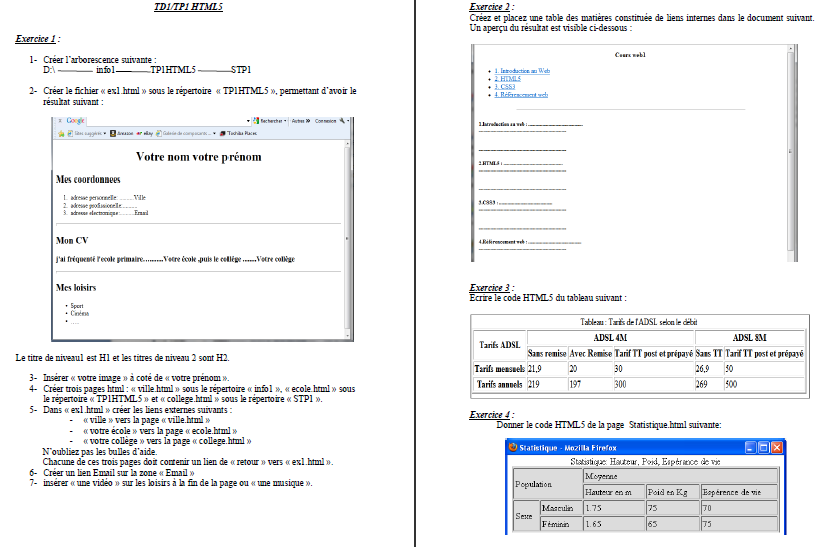 TD1/TP1 HTML5
Exercice 1 :
1- Créer l'arborescence suivante :
D:\ info1 TP1HTML5 STP1
2- Créer le fichier « ex1.html » sous le répertoire « TP1HTML5 », permettant d'avoir le
résultat suivant :
Google Rechercher Autres » Connexion
Sites suggérés Amazon eBay Galerie de composants... Toshiba Places
Votre nom votre prénom
Mes coordonnees
1. adresse personnelle: .........Ville
2. adresse profissionelle..........
3. adresse electronique:.........Email
Mon CV
j'ai fréquenté l'ecole primaire..........Votre école ,puis le collège .......Votre collège
Mes loisirs
• Sport
• Cinéma
• .....
Le titre de niveau1 est H1 et les titres de niveau 2 sont H2.
3- Insérer « votre image » à coté de « votre prénom ».
4- Créer trois pages html : « ville.html » sous le répertoire « info1 », « ecole.html » sous
le répertoire « TP1HTML5 » et « college.html » sous le répertoire « STP1 ».
5- Dans « ex1.html » créer les liens externes suivants :
- « ville » vers la page « ville.html »
- « votre école » vers la page « ecole.html »
- « votre collège » vers la page « college.html »
N'oubliez pas les bulles d'aide.
Chacune de ces trois pages doit contenir un lien de « retour » vers « ex1.html ».
6- Créer un lien Email sur la zone « Email »
7- insérer « une vidéo » sur les loisirs à la fin de la page ou « une musique ».
Exercice 2 :
Créez et placez une table des matières constituée de liens internes dans le document suivant.
Un aperçu du résultat est visible ci-dessous :
Cours web1
• 1. Introduction au Web
• 2. HTML5
• 3. CSS3
• 4. Référencement web
1.Introduction au web :
2.HTML5 :
3.CSS3 :
4.Référencement web :
Exercice 3 :
Ecrire le code HTML5 du tableau suivant :
Tableau : Tarifs de l'ADSL selon le débit
Tarifs ADSL ADSL 4M ADSL 8M
Sans remise Avec Remise Tarif TT post et prépayé Sans TT Tarif TT post et prépayé
Tarifs mensuels 21,9 20 30 26,9 50
Tarifs annuels 219 197 300 269 500
Exercice 4 :
Donner le code HTML5 de la page Statistique.html suivante:
Statistique - Mozilla Firefox
Statistique: Hauteur, Poid, Espérance de vie
Population Moyenne
Hauteur en m Poid en Kg Espérence de vie
Sexe Masculin 1.75 75 70
Féminin 1.65 65 75